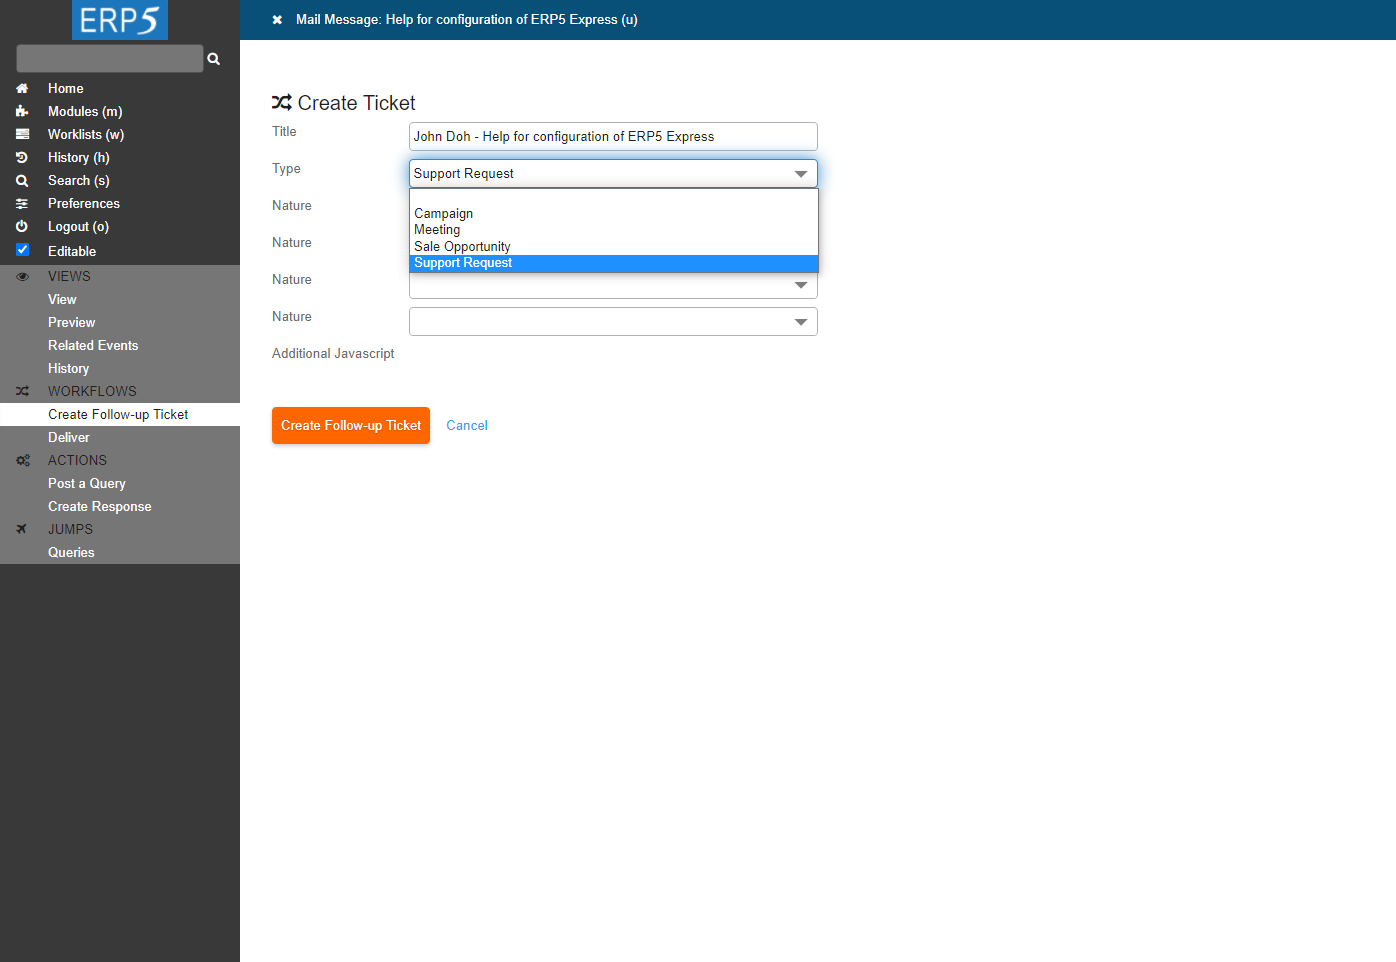 ERP5
Mail Message: Help for configuration of ERP5 Express (u)
Home
Modules (m)
Worklists (w)
History (h)
Search (s)
Preferences
Logout (o)
Editable
VIEWS
View
Preview
Related Events
History
WORKFLOWS
Create Follow-up Ticket
Deliver
ACTIONS
Post a Query
Create Response
JUMPS
Queries
Create Ticket
Title
John Doh - Help for configuration of ERP5 Express
Type
Support Request
Campaign
Meeting
Sale Opportunity
Support Request
Nature
Nature
Nature
Nature
Additional Javascript
Create Follow-up Ticket
Cancel